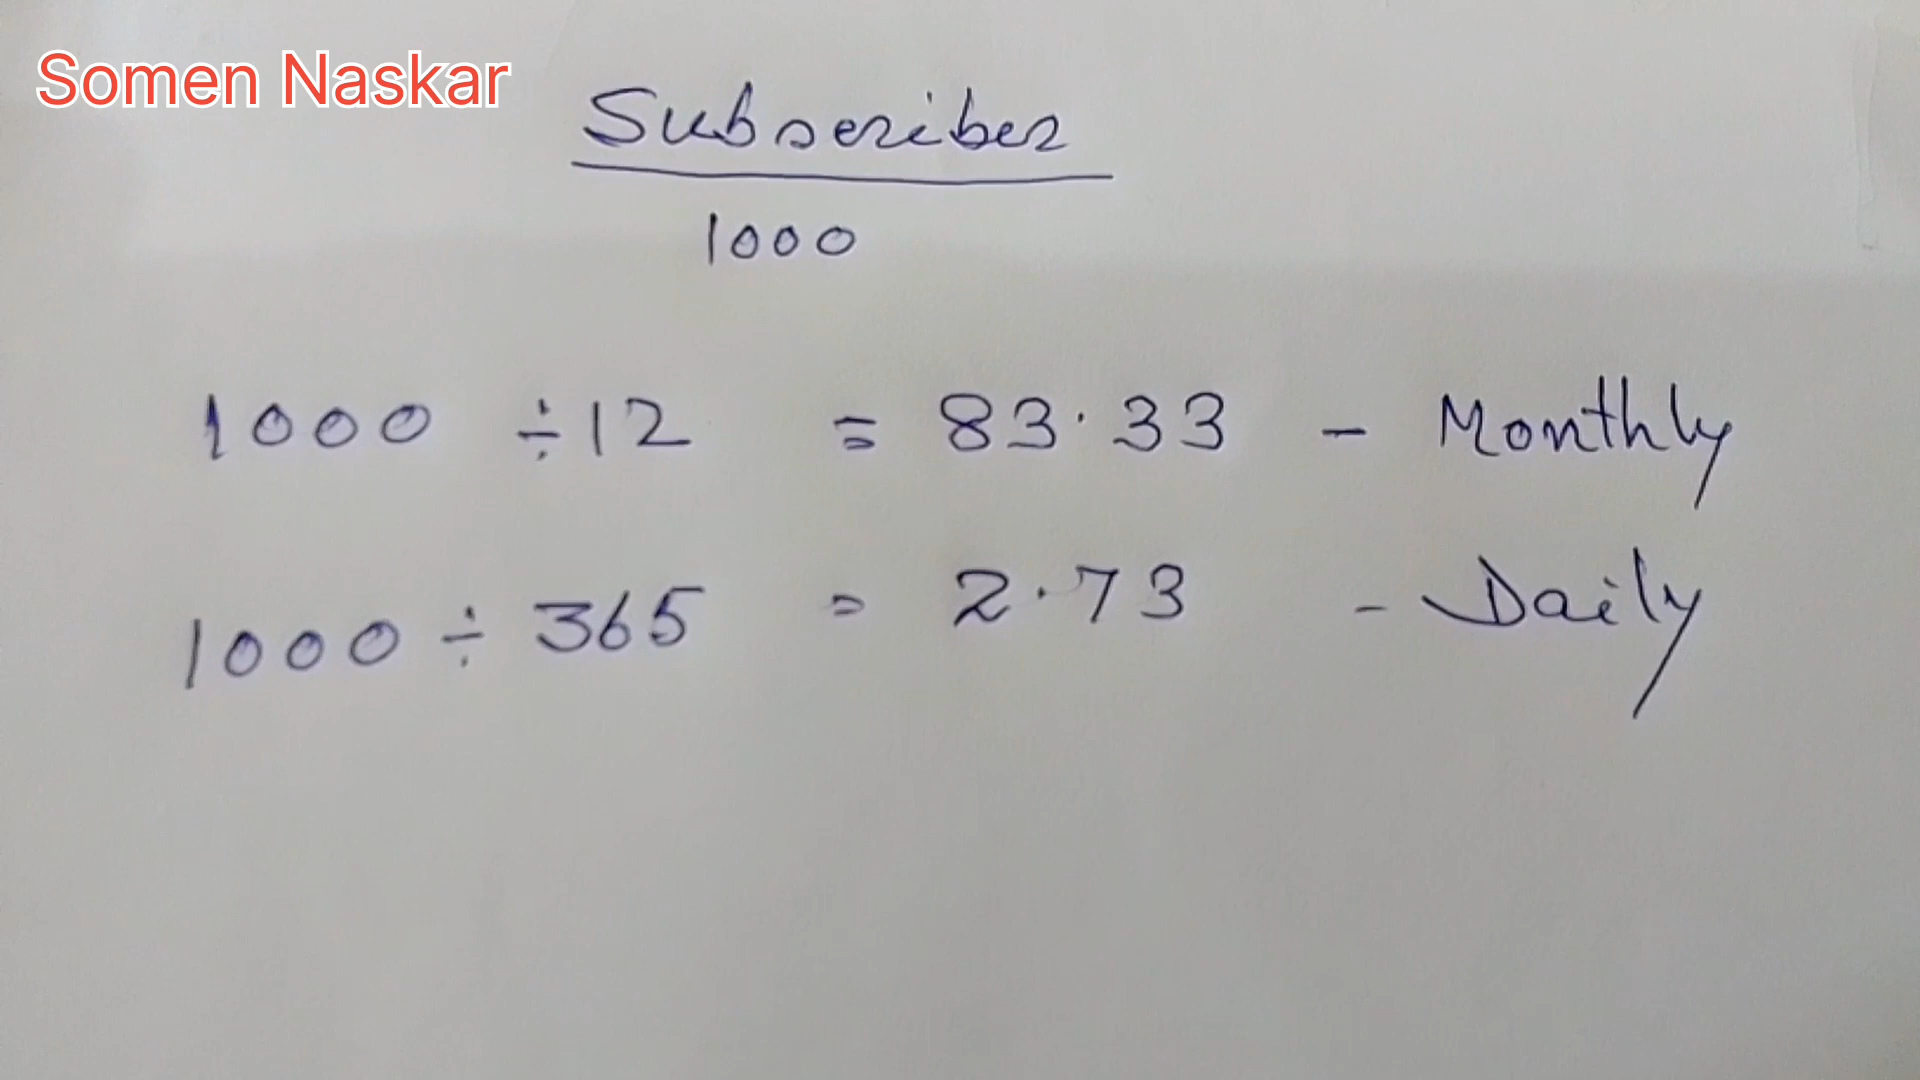 Somen Naskar
Subscriber
1000
1000 ÷ 12 = 83.33 - Monthly
1000 ÷ 365 = 2.73 - Daily